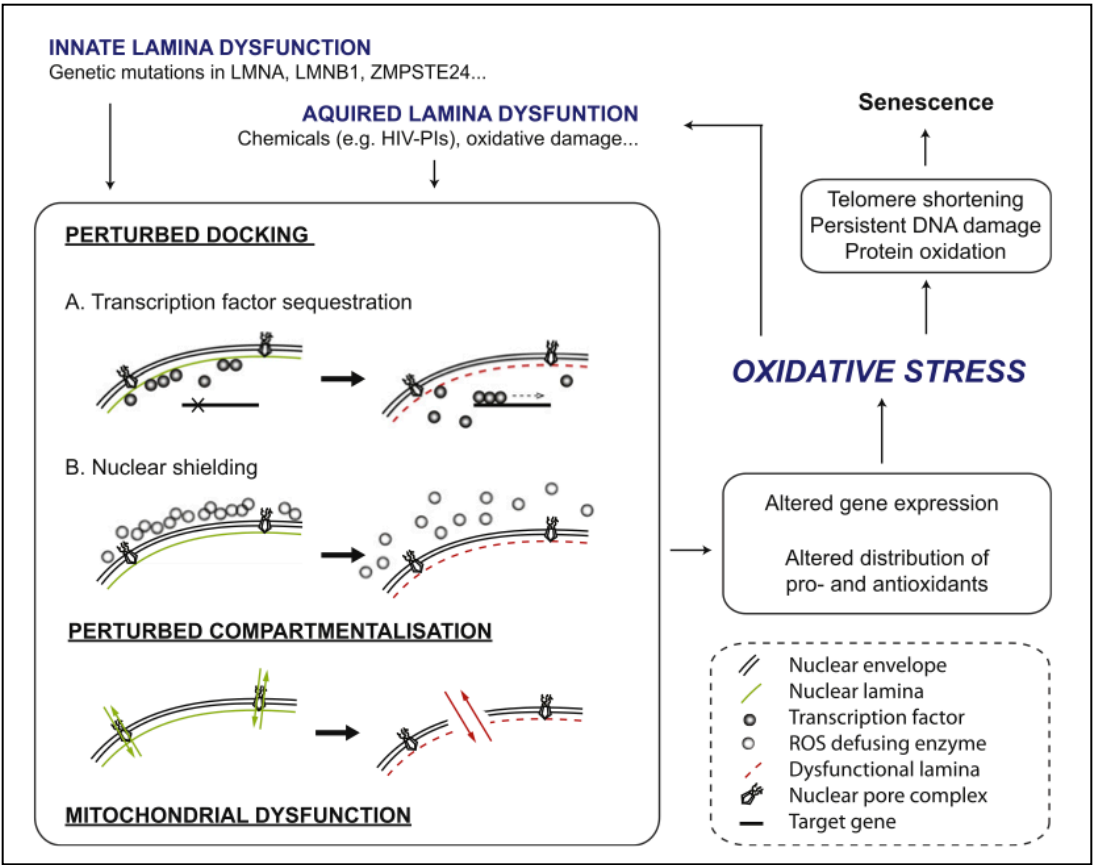 INNATE LAMINA DYSFUNCTION
Genetic mutations in LMNA, LMNB1, ZMPSTE24...
AQUIRED LAMINA DYSFUNTION
Chemicals (e.g. HIV-PIs), oxidative damage...
Senescence
Telomere shortening
Persistent DNA damage
Protein oxidation
OXIDATIVE STRESS
PERTURBED DOCKING
A. Transcription factor sequestration
B. Nuclear shielding
PERTURBED COMPARTMENTALISATION
MITOCHONDRIAL DYSFUNCTION
Altered gene expression
Altered distribution of
pro- and antioxidants
Nuclear envelope
Nuclear lamina
Transcription factor
ROS defusing enzyme
Dysfunctional lamina
Nuclear pore complex
Target gene